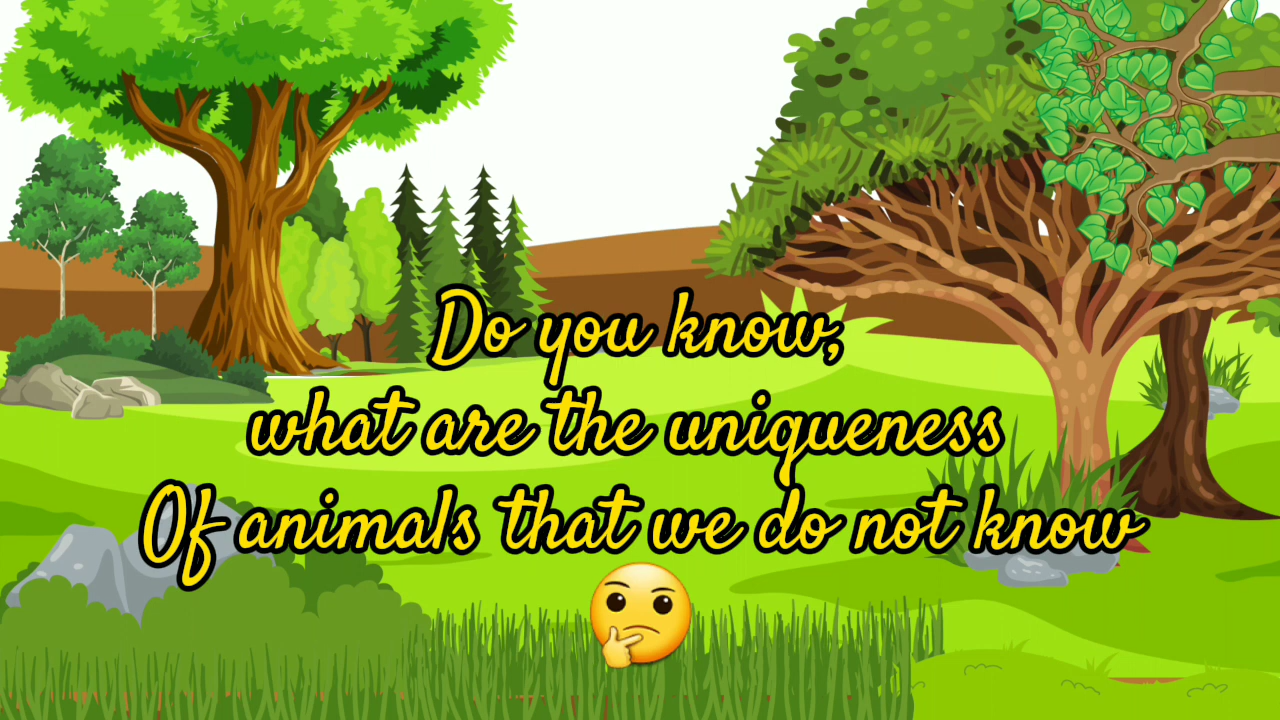 Do you know,
what are the uniqueness
Of animals that we do not know